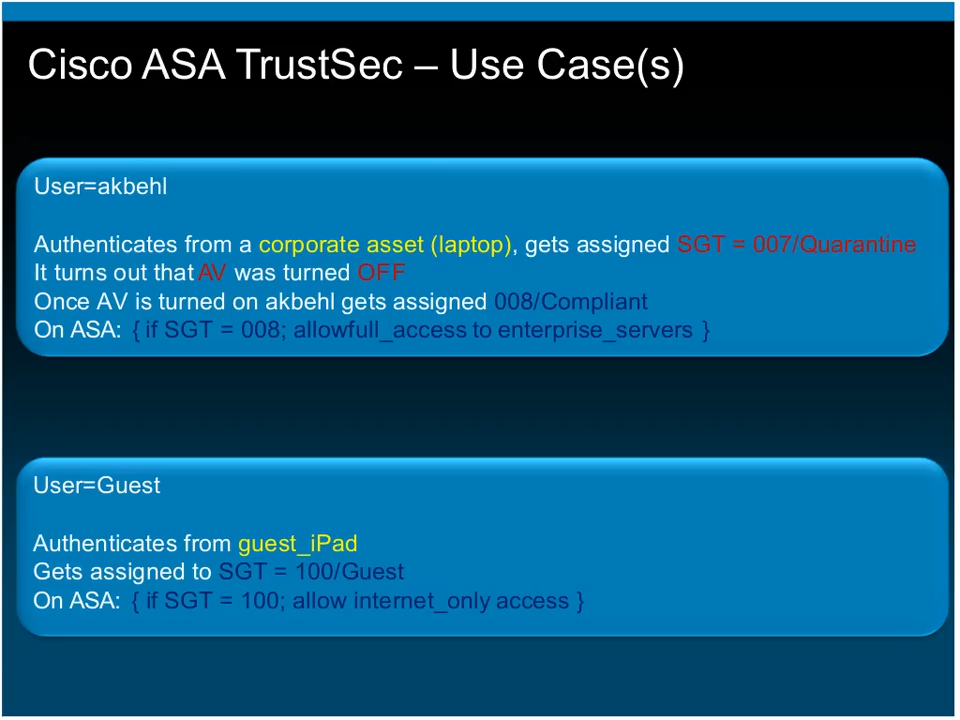 Cisco ASA TrustSec – Use Case(s)
User=akbehl
Authenticates from a corporate asset (laptop), gets assigned SGT = 007/Quarantine
It turns out that AV was turned OFF
Once AV is turned on akbehl gets assigned 008/Compliant
On ASA: { if SGT = 008; allowfull_access to enterprise_servers }
User=Guest
Authenticates from guest_iPad
Gets assigned to SGT = 100/Guest
On ASA: { if SGT = 100; allow internet_only access }